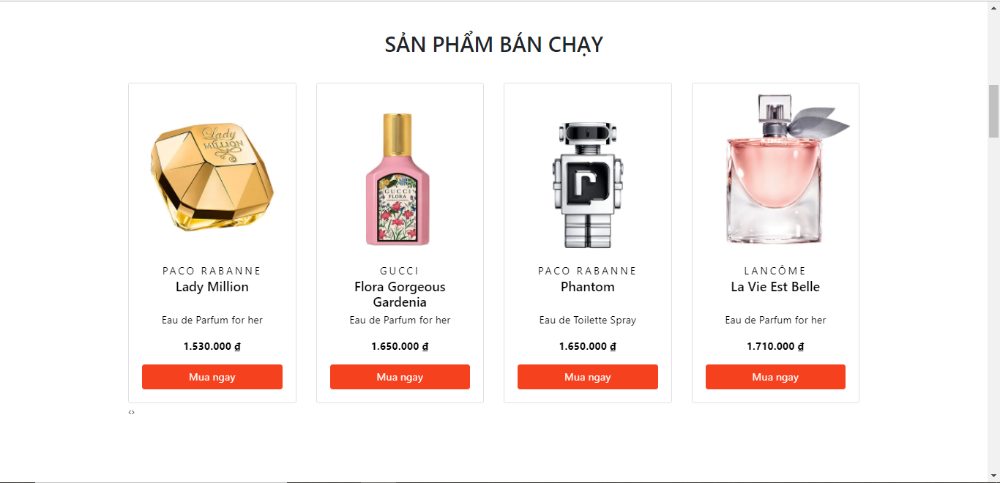 SẢN PHẨM BÁN CHẠY
Lady
MILLION
PACO RABANNE
Lady Million
Eau de Parfum for her
1.530.000 ₫
Mua ngay
GUCCI
FLORA
GUCCI
Flora Gorgeous
Gardenia
Eau de Parfum for her
1.650.000 ₫
Mua ngay
PACO RABANNE
Phantom
Eau de Toilette Spray
1.650.000 ₫
Mua ngay
LANCÔME
La Vie Est Belle
Eau de Parfum for her
1.710.000 ₫
Mua ngay
‹›